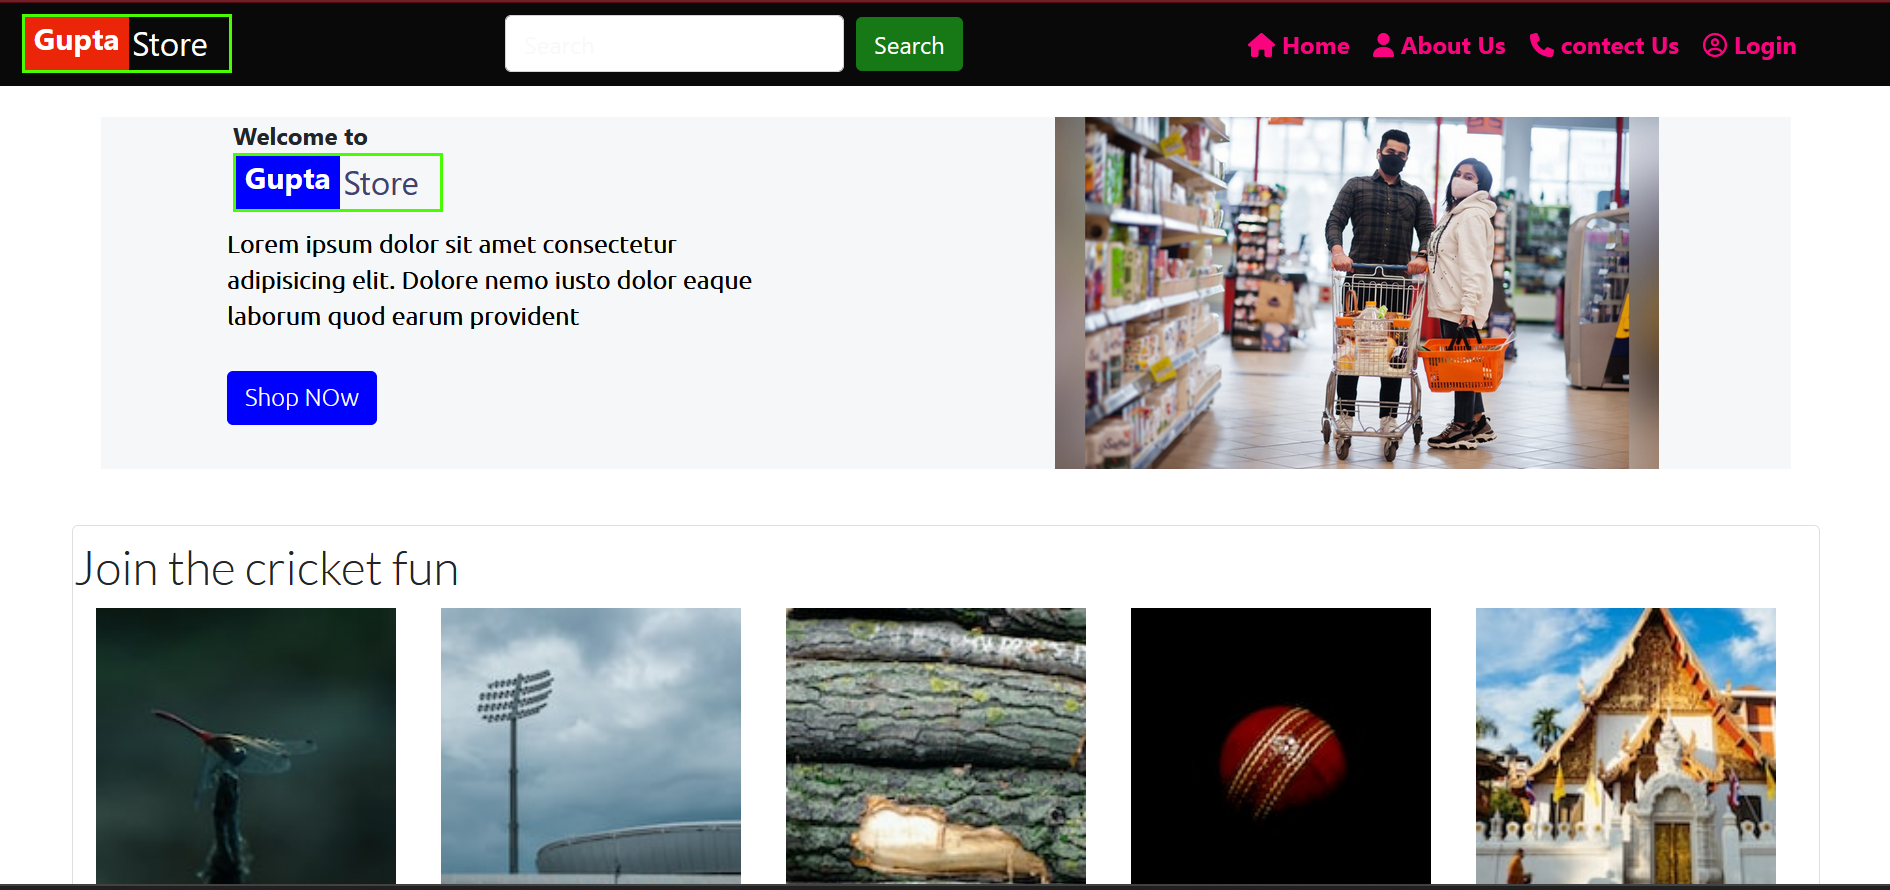 Gupta Store
Search
Search
Home
About Us
contect Us
Login
Welcome to
Gupta Store
Lorem ipsum dolor sit amet consectetur
adipisicing elit. Dolore nemo iusto dolor eaque
laborum quod earum provident
Shop NOw
Join the cricket fun